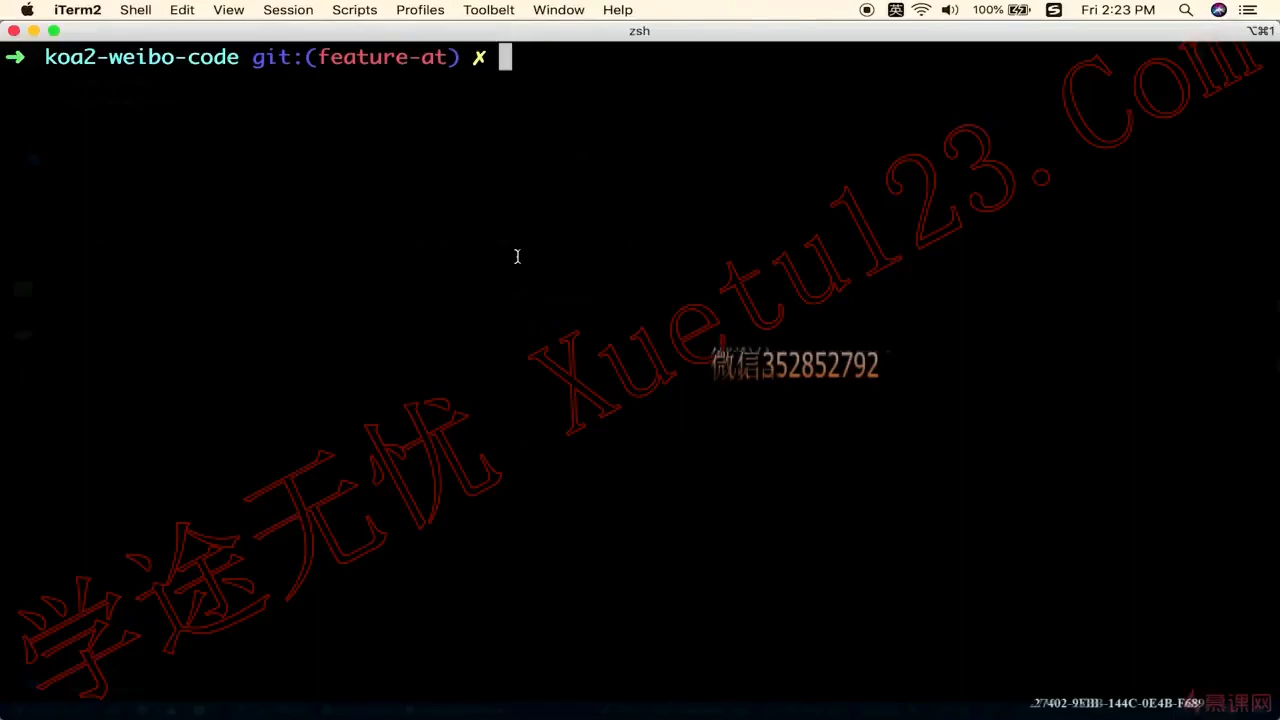 iTerm2 Shell Edit View Session Scripts Profiles Toolbelt Window Help 英 100% S Fri 2:23 PM
zsh ⌥⌘1
➜ koa2-weibo-code git:(feature-at) ✗
学途无忧 Xuetu123.Com
微信352852792
慕课网